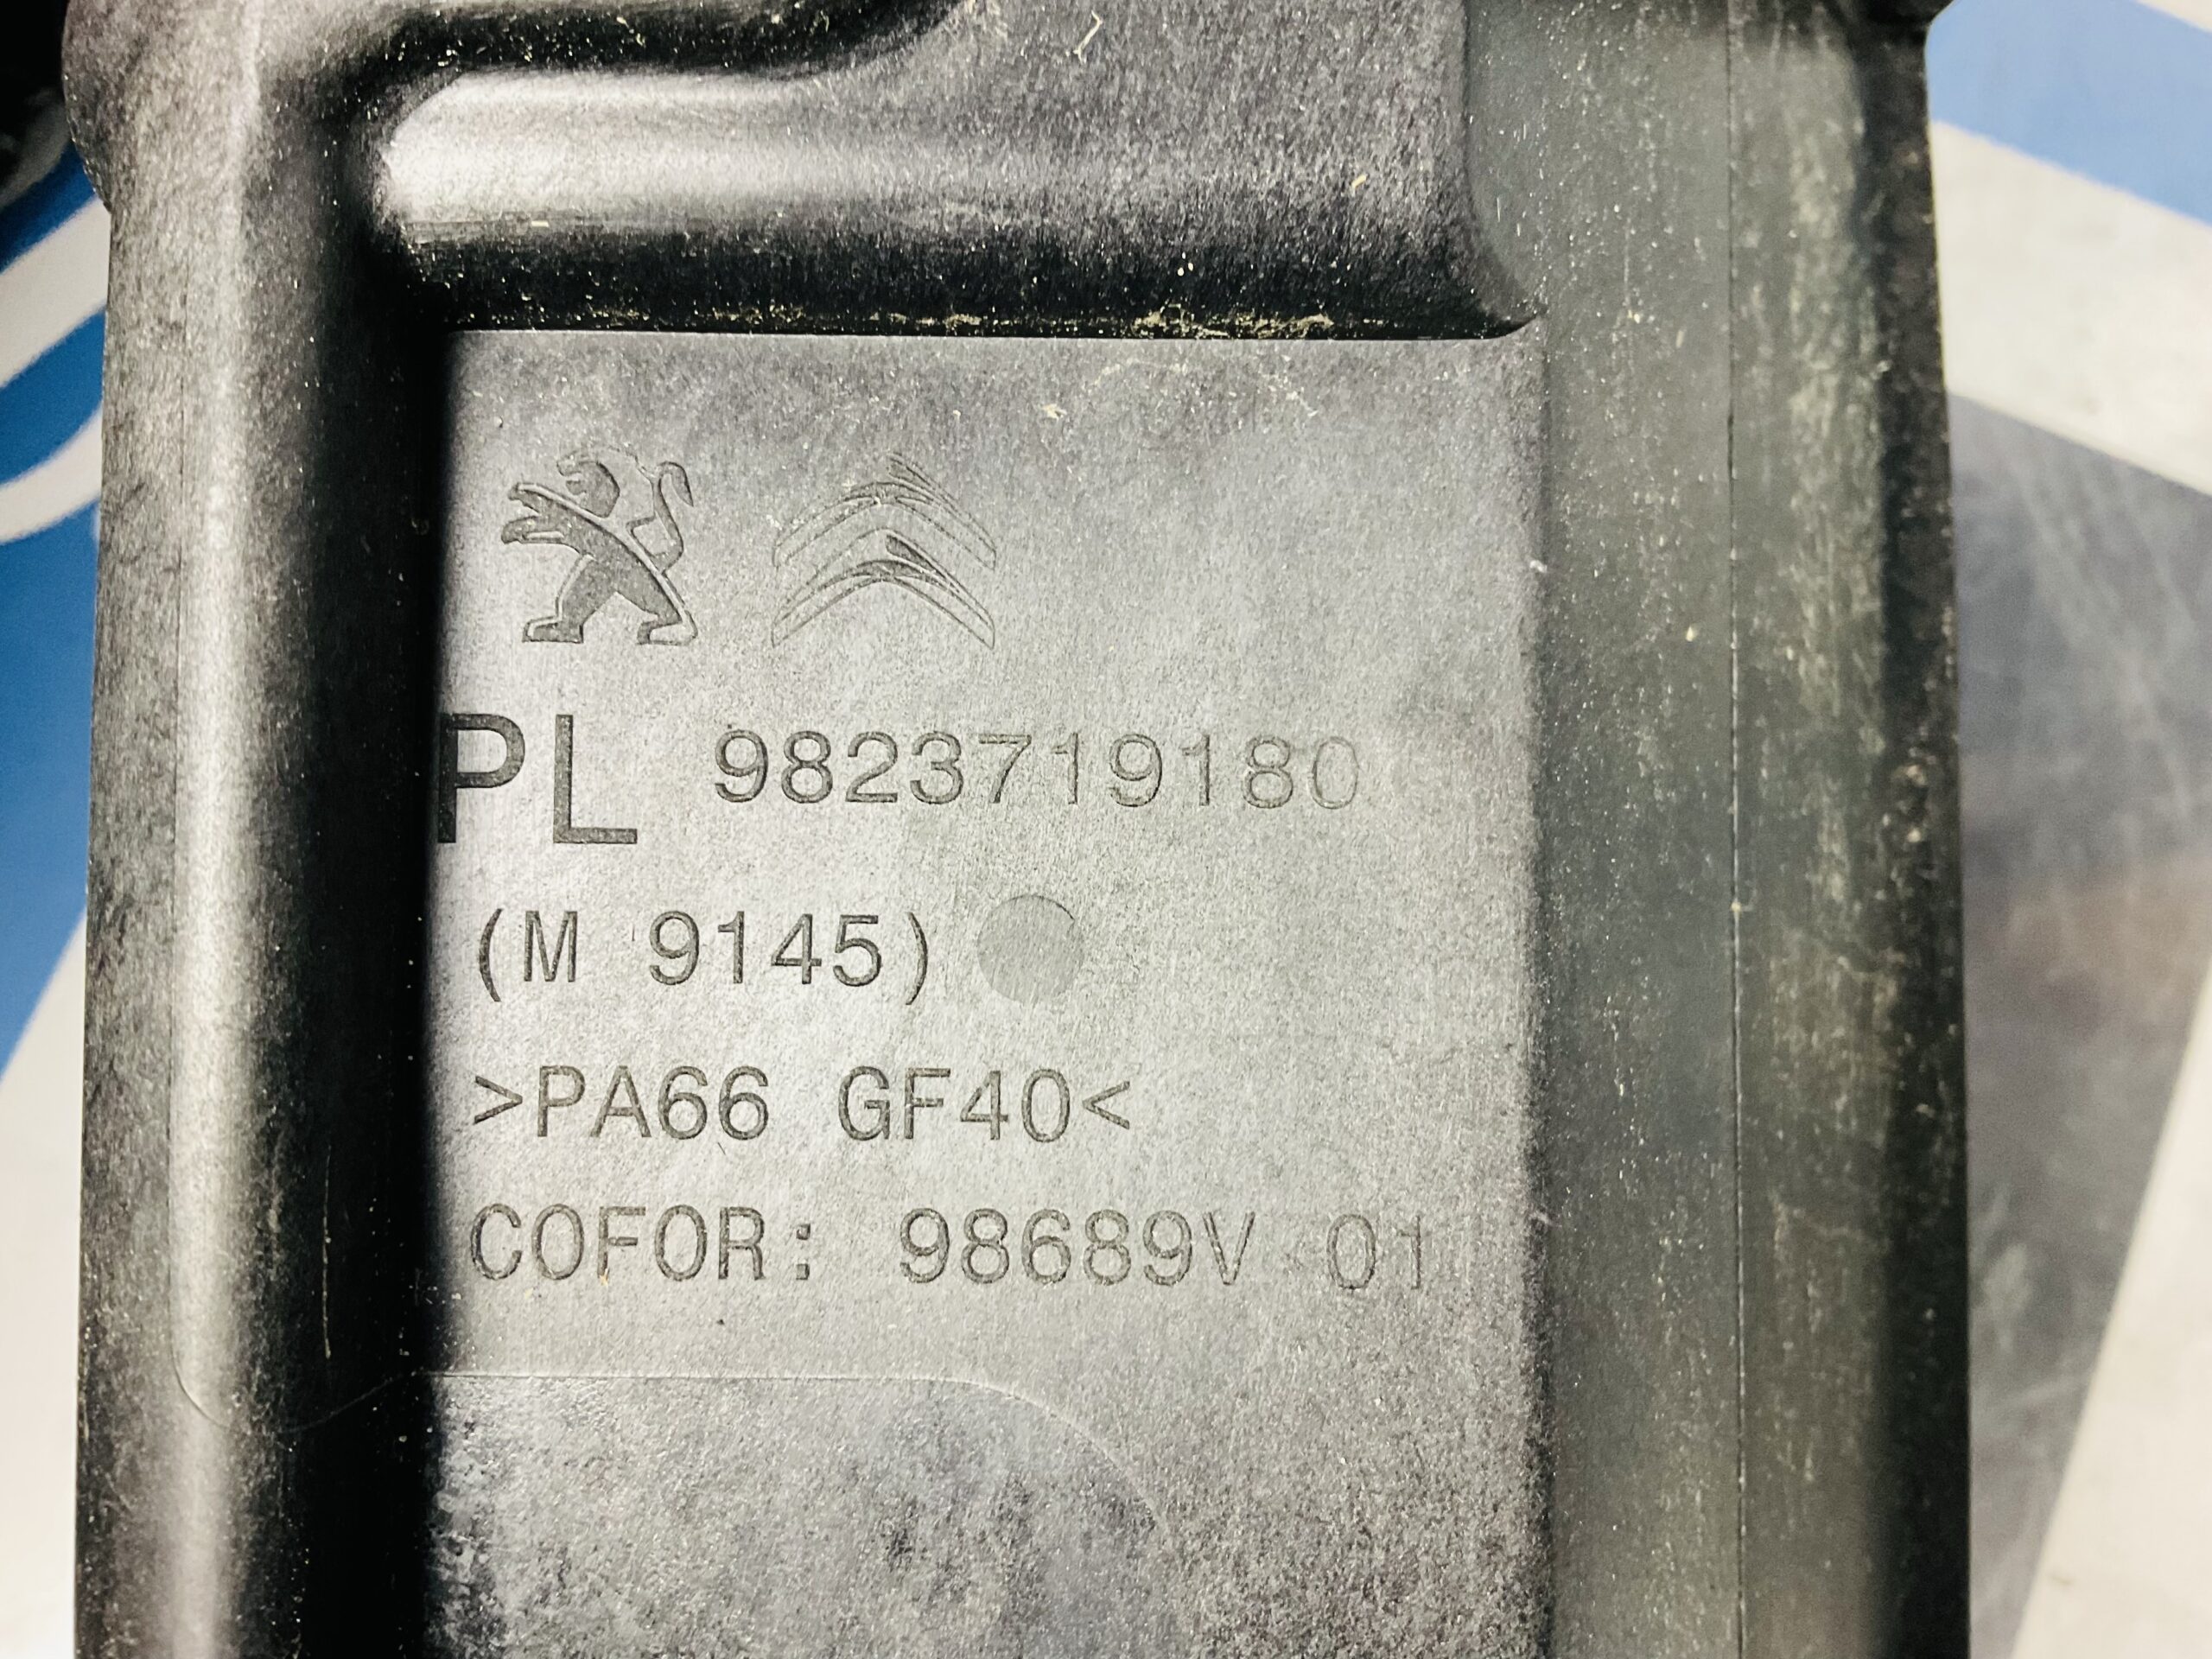 PL 9823719180
(M 9145)
>PA66 GF40<
COFOR: 98689V 01